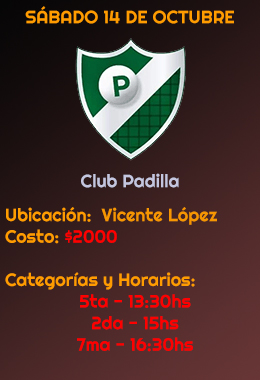 SÁBADO 14 DE OCTUBRE
P
Club Padilla
Ubicación: Vicente López
Costo: $2000
Categorías y Horarios:
5ta - 13:30hs
2da - 15hs
7ma - 16:30hs